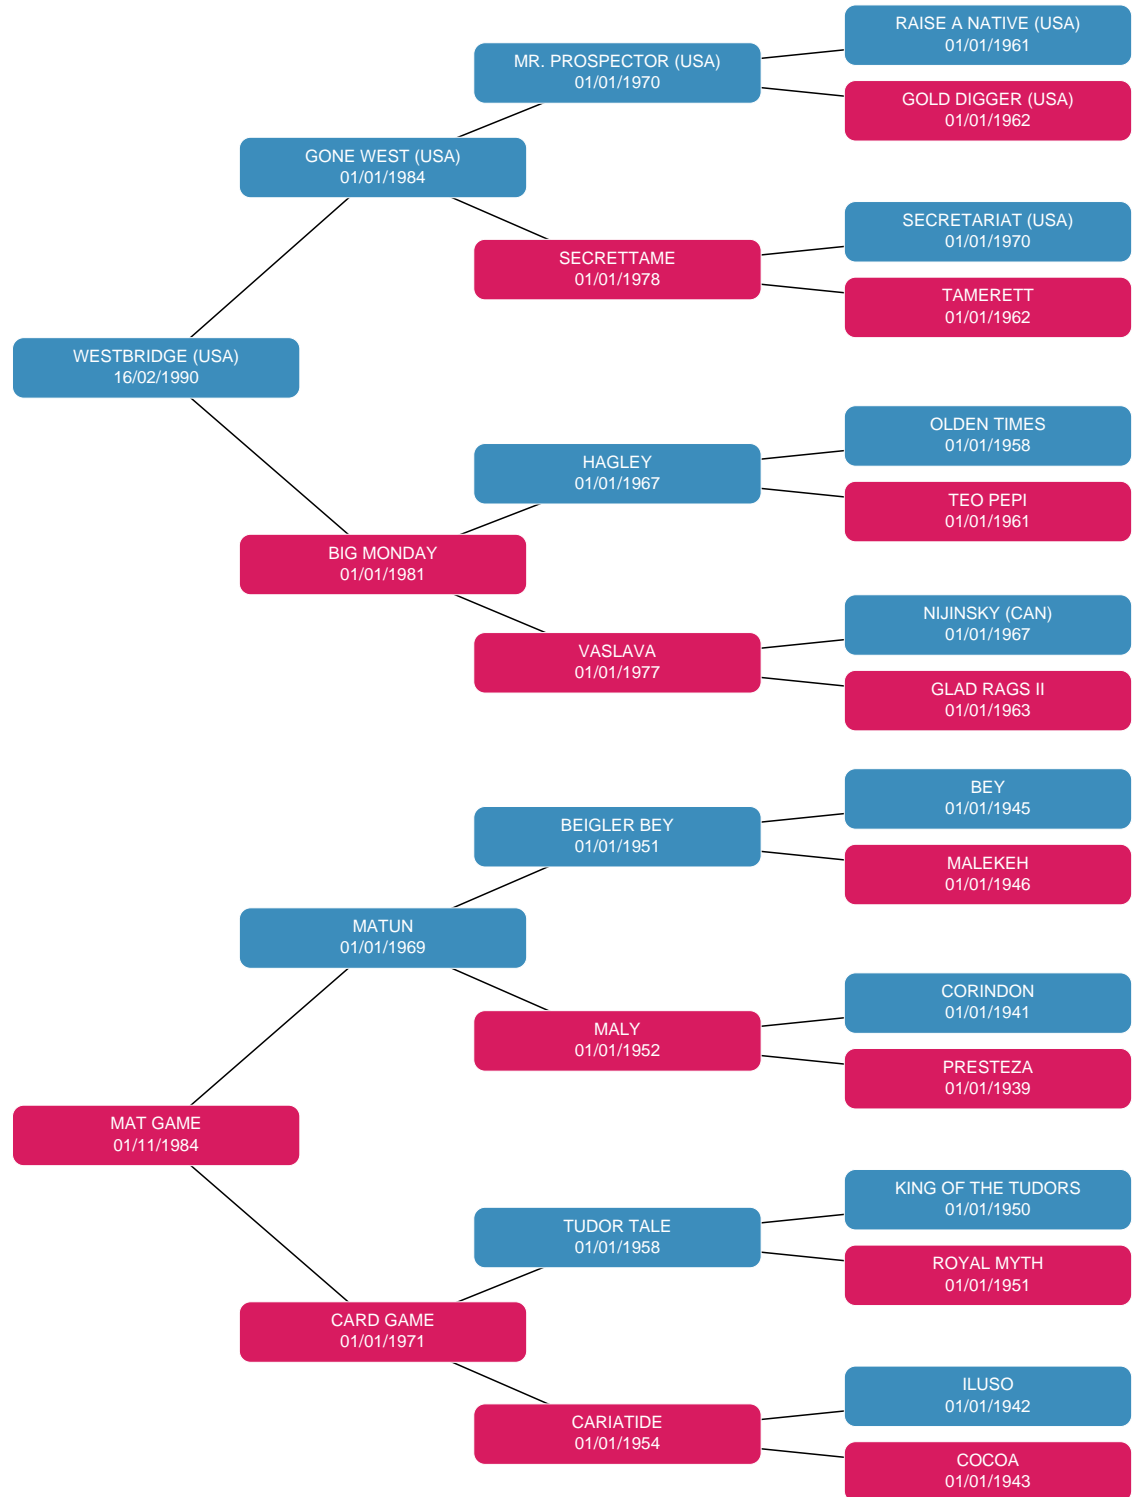 RAISE A NATIVE (USA)
01/01/1961
MR. PROSPECTOR (USA)
01/01/1970
GOLD DIGGER (USA)
01/01/1962
GONE WEST (USA)
01/01/1984
SECRETARIAT (USA)
01/01/1970
SECRETTAME
01/01/1978
TAMERETT
01/01/1962
WESTBRIDGE (USA)
16/02/1990
OLDEN TIMES
01/01/1958
HAGLEY
01/01/1967
TEO PEPI
01/01/1961
BIG MONDAY
01/01/1981
NIJINSKY (CAN)
01/01/1967
VASLAVA
01/01/1977
GLAD RAGS II
01/01/1963
BEY
01/01/1945
BEIGLER BEY
01/01/1951
MALEKEH
01/01/1946
MATUN
01/01/1969
CORINDON
01/01/1941
MALY
01/01/1952
PRESTEZA
01/01/1939
MAT GAME
01/11/1984
KING OF THE TUDORS
01/01/1950
TUDOR TALE
01/01/1958
ROYAL MYTH
01/01/1951
CARD GAME
01/01/1971
ILUSO
01/01/1942
CARIATIDE
01/01/1954
COCOA
01/01/1943